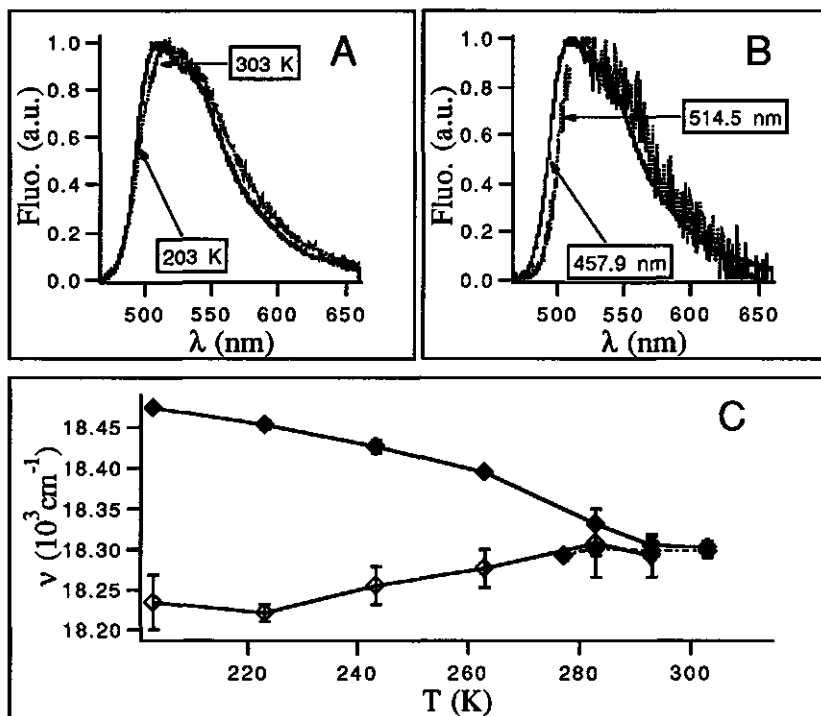 A
Fluo. (a.u.)
1.0
0.8
0.6
0.4
0.2
0.0
303 K
203 K
500 550 600 650
λ (nm)
B
Fluo. (a.u.)
1.0
0.8
0.6
0.4
0.2
0.0
514.5 nm
457.9 nm
500 550 600 650
λ (nm)
C
ν (10³cm⁻¹)
18.45
18.40
18.35
18.30
18.25
18.20
220 240 260 280 300
T (K)